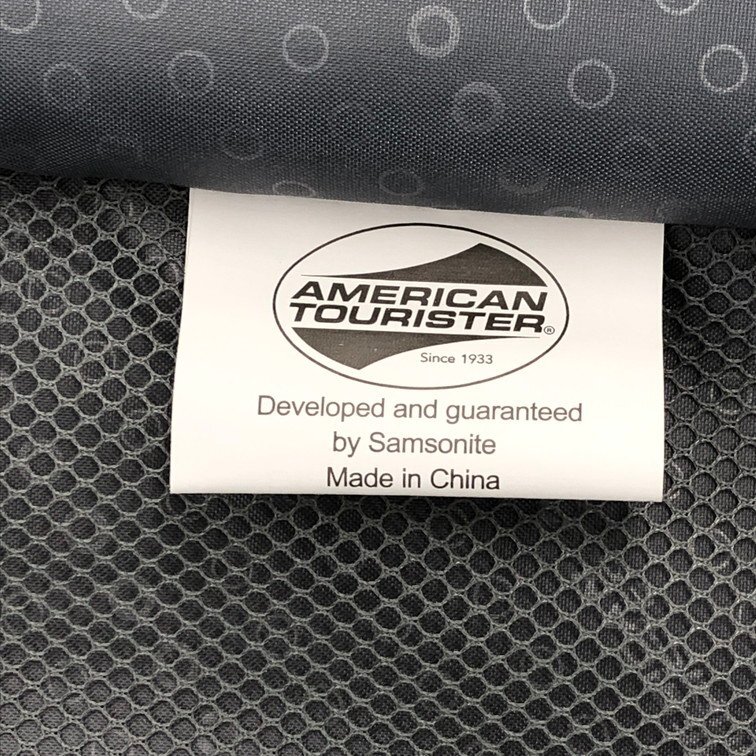 AMERICAN
TOURISTER®
Since 1933
Developed and guaranteed
by Samsonite
Made in China